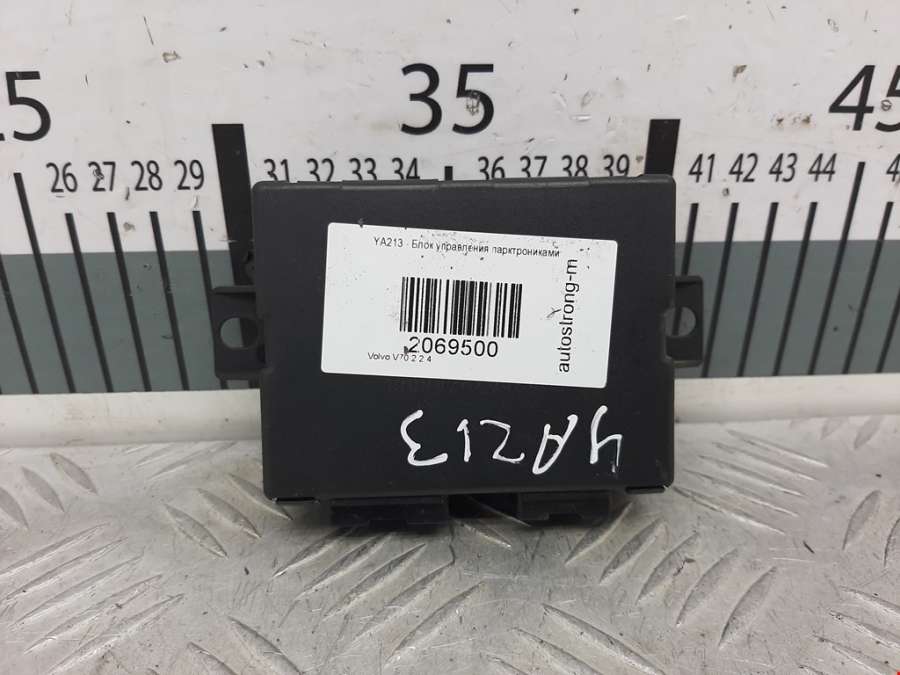 35
45
26 27 28 29 31 32 33 34 36 37 38 39 41 42 43 44
YA213 - Блок управления парктрониками
2069500
Volvo V70 2 2.4
autostrong-m
YA213